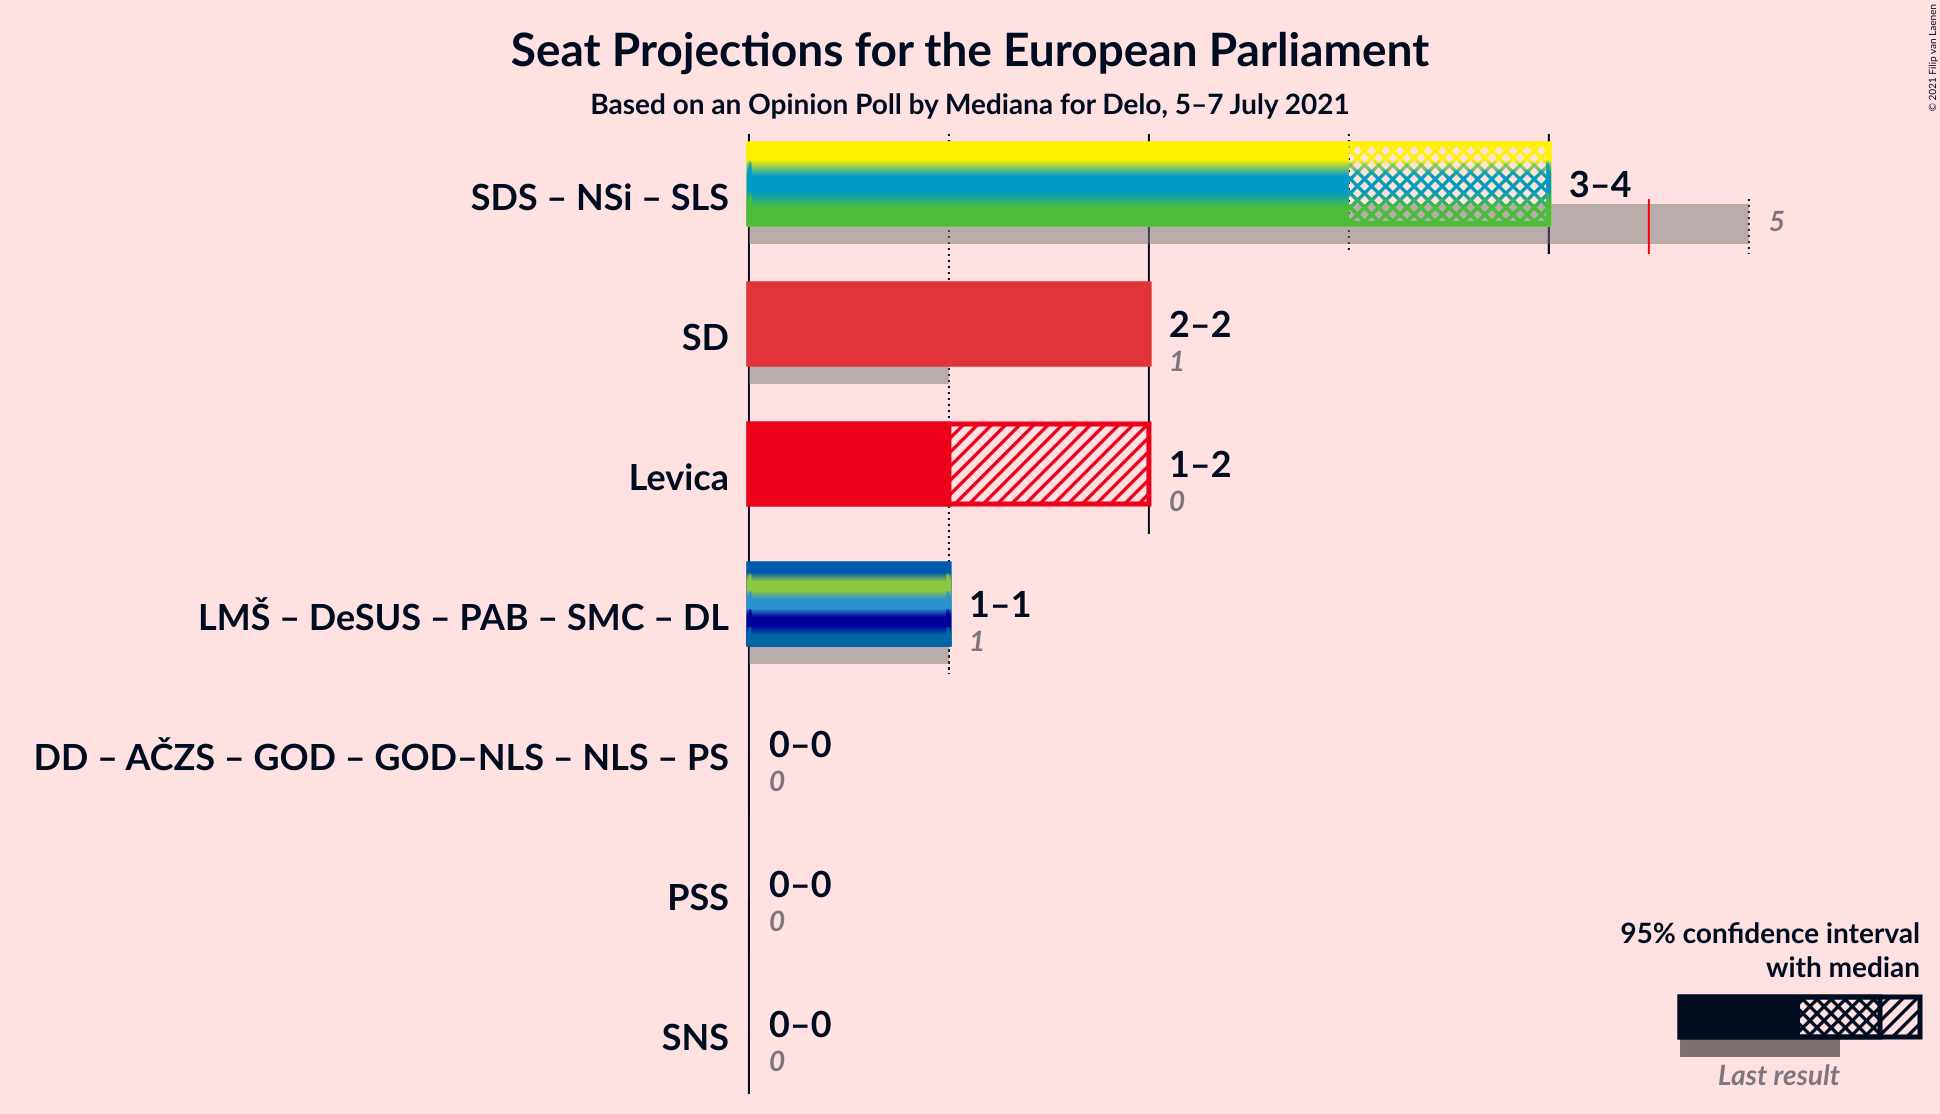 Seat Projections for the European Parliament
Based on an Opinion Poll by Mediana for Delo, 5–7 July 2021
© 2021 Filip van Laenen
SDS – NSi – SLS
3–4
5
SD
2–2
1
Levica
1–2
0
LMŠ – DeSUS – PAB – SMC – DL
1–1
1
DD – AČZS – GOD – GOD–NLS – NLS – PS
0–0
0
PSS
0–0
0
SNS
0–0
0
95% confidence interval
with median
Last result